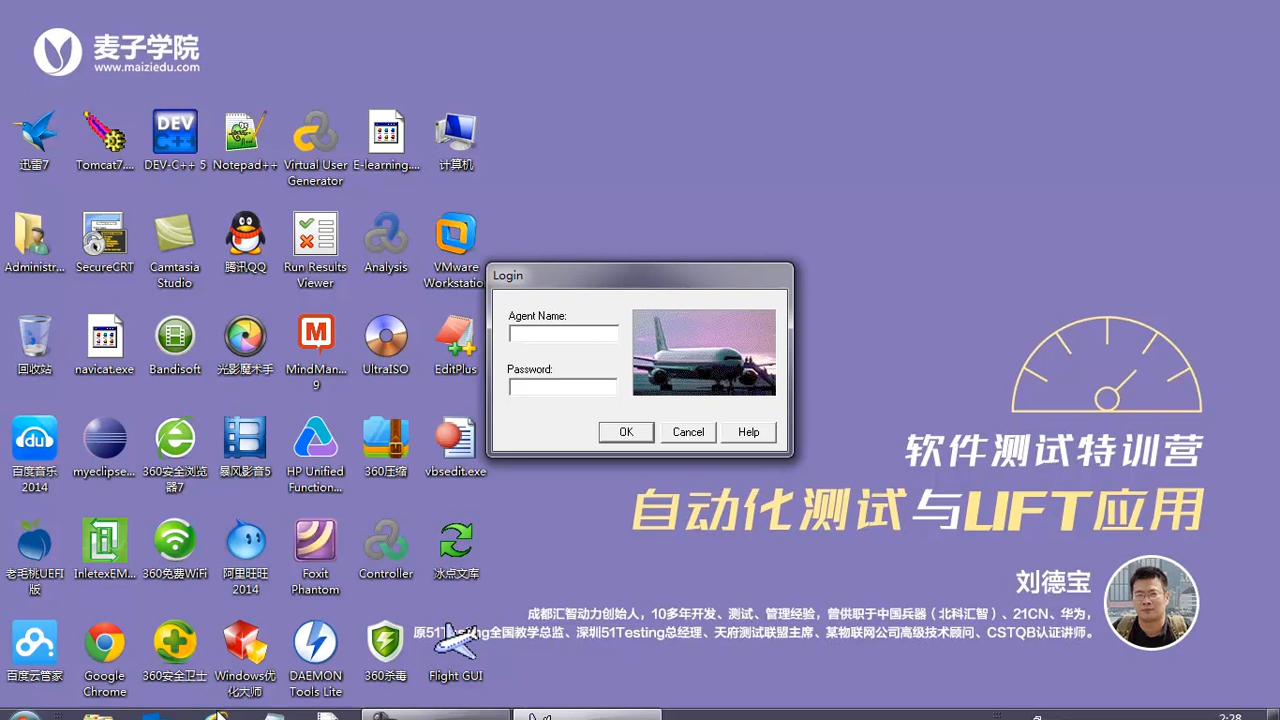 麦子学院
www.maiziedu.com
迅雷7
Tomcat7....
DEV-C++ 5
Notepad++
Virtual User
Generator
E-learning....
计算机
Administr...
SecureCRT
Camtasia
Studio
腾讯QQ
Run Results
Viewer
Analysis
VMware
Workstatio
Login
Agent Name:
Password:
OK
Cancel
Help
回收站
navicat.exe
Bandisoft
光影魔术手
MindMan...
9
UltraISO
EditPlus
百度音乐
2014
myeclipse...
360安全浏览
器7
暴风影音5
HP Unified
Function...
360压缩
vbsedit.exe
软件测试特训营
自动化测试与UFT应用
老毛桃UEFI
版
InletexEM...
360免费WiFi
阿里旺旺
2014
Foxit
Phantom
Controller
冰点文库
刘德宝
成都汇智动力创始人，10多年开发、测试、管理经验，曾供职于中国兵器（北科汇智）、21CN、华为，
原51Testing全国教学总监、深圳51Testing总经理、天府测试联盟主席、某物联网公司高级技术顾问、CSTQB认证讲师。
百度云管家
Google
Chrome
360安全卫士
Windows优
化大师
DAEMON
Tools Lite
360杀毒
Flight GUI
2:28